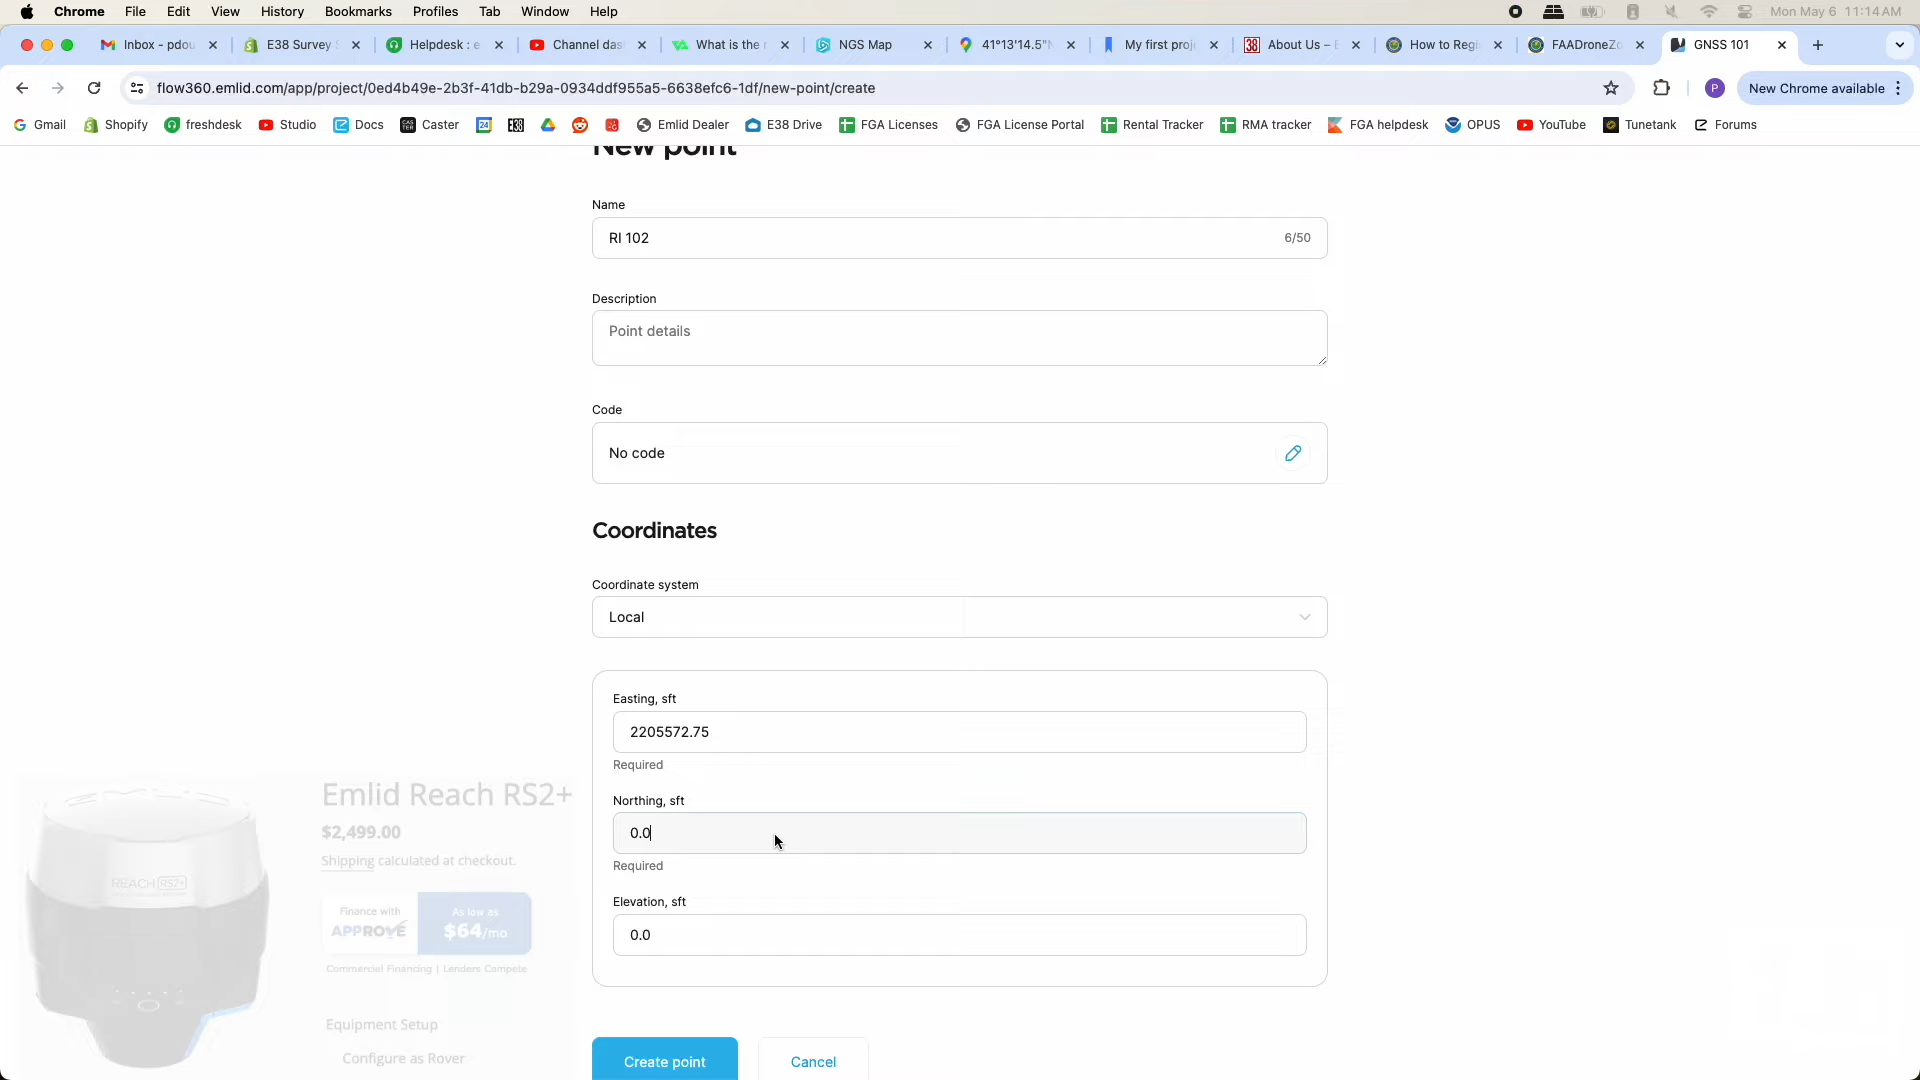 Chrome File Edit View History Bookmarks Profiles Tab Window Help Mon May 6 11:14 AM
Inbox - pdou E38 Survey Helpdesk : e Channel das What is the NGS Map 41°13'14.5" My first proj About Us – How to Reg FAADroneZo GNSS 101
flow360.emlid.com/app/project/0ed4b49e-2b3f-41db-b29a-0934ddf955a5-6638efc6-1df/new-point/create P New Chrome available
Gmail Shopify freshdesk Studio Docs Caster E38 Emlid Dealer E38 Drive FGA Licenses FGA License Portal Rental Tracker RMA tracker FGA helpdesk OPUS YouTube Tunetank Forums
New point
Name
RI 102 6/50
Description
Point details
Code
No code
Coordinates
Coordinate system
Local
Easting, sft
2205572.75
Required
Northing, sft
0.0
Required
Elevation, sft
0.0
Create point Cancel
Emlid Reach RS2+
$2,499.00
Shipping calculated at checkout.
REACH RS2+
Finance with
APPROVE
As low as
$64/mo
Commercial Financing | Lenders Compete
Equipment Setup
Configure as Rover